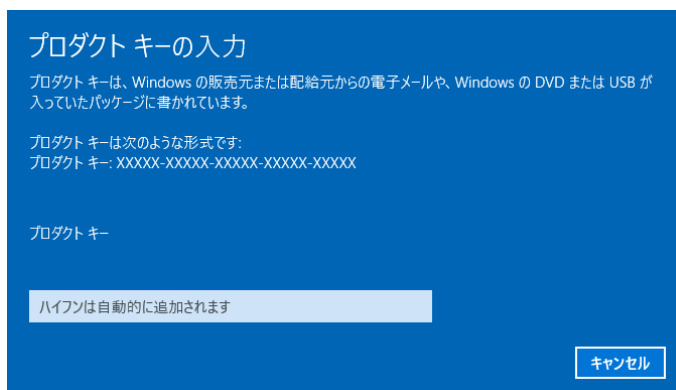 プロダクト キーの入力
プロダクト キーは、Windows の販売元または配給元からの電子メールや、Windows の DVD または USB が
入っていたパッケージに書かれています。
プロダクト キーは次のような形式です:
プロダクト キー: XXXXX-XXXXX-XXXXX-XXXXX-XXXXX
プロダクト キー
ハイフンは自動的に追加されます
キャンセル